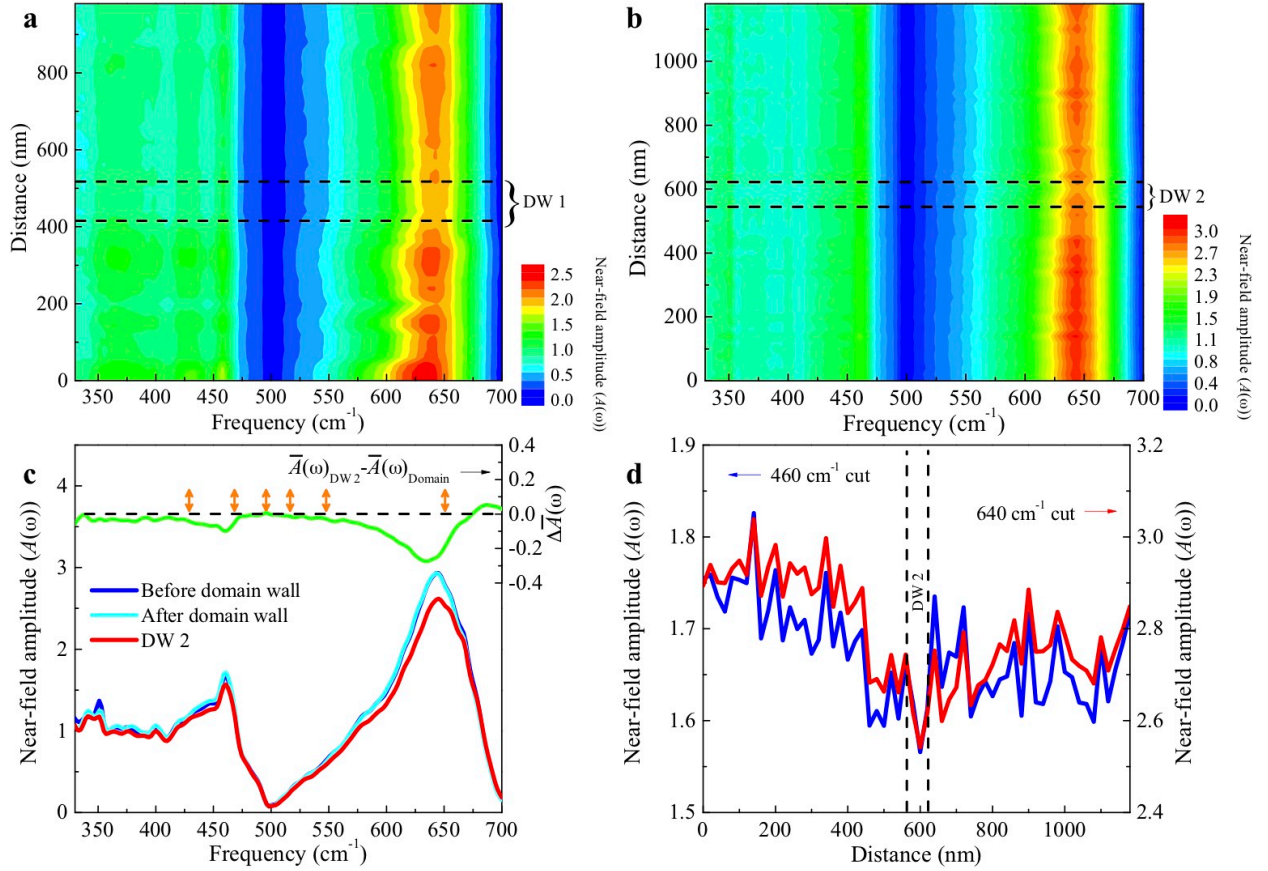 a
800
600
400
200
0
Distance (nm)
DW 1
2.5
2.0
1.5
1.0
0.5
0.0
Near-field amplitude (A(ω))
350 400 450 500 550 600 650 700
Frequency (cm⁻¹)
b
1000
800
600
400
200
0
Distance (nm)
DW 2
3.0
2.7
2.3
1.9
1.5
1.1
0.8
0.4
0.0
Near-field amplitude (A(ω))
350 400 450 500 550 600 650 700
Frequency (cm⁻¹)
c
4
3
2
1
0
Near-field amplitude (A(ω))
A̅(ω)DW 2-A̅(ω)Domain
0.4
0.2
0.0
-0.2
-0.4
ΔA̅(ω)
Before domain wall
After domain wall
DW 2
350 400 450 500 550 600 650 700
Frequency (cm⁻¹)
d
1.9
1.8
1.7
1.6
1.5
Near-field amplitude (A(ω))
460 cm⁻¹ cut
640 cm⁻¹ cut
DW 2
3.2
3.0
2.8
2.6
2.4
Near-field amplitude (A(ω))
0 200 400 600 800 1000
Distance (nm)